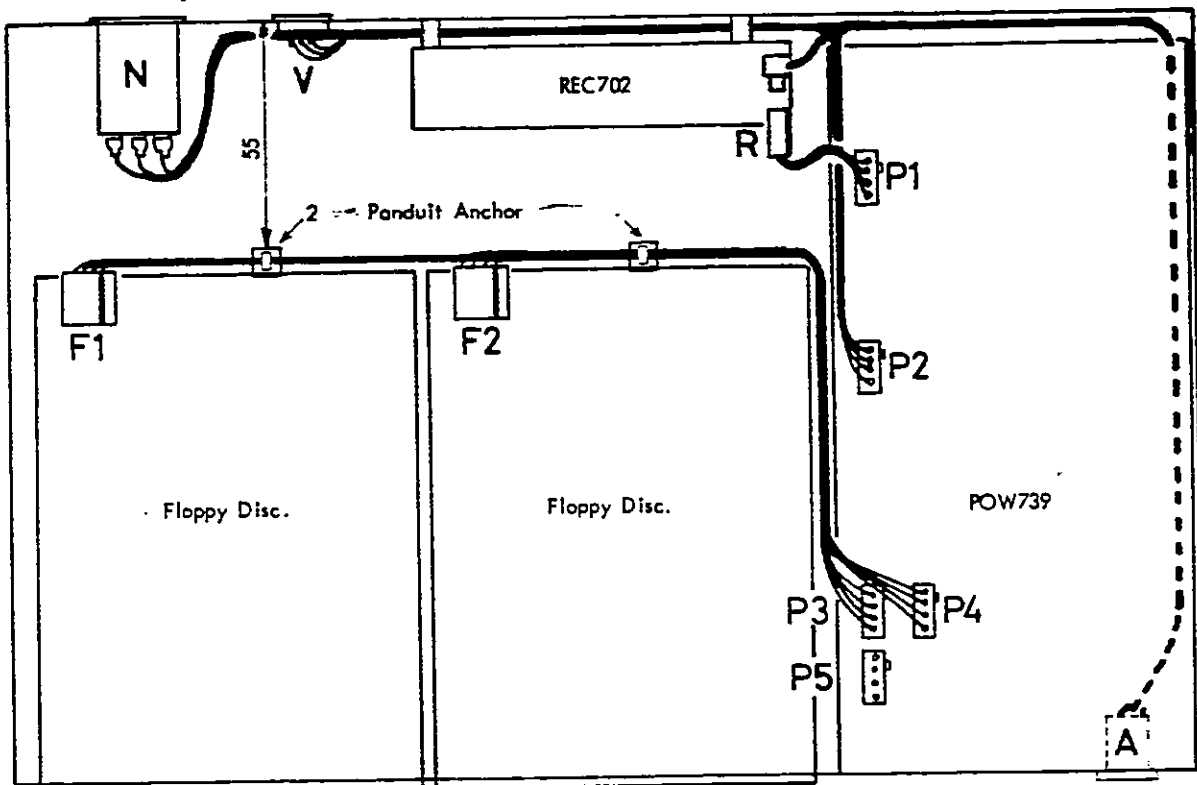 N
V
REC702
R
P1
55
2 -- Panduit Anchor
F1
F2
P2
Floppy Disc.
Floppy Disc.
POW739
P3
P4
P5
A